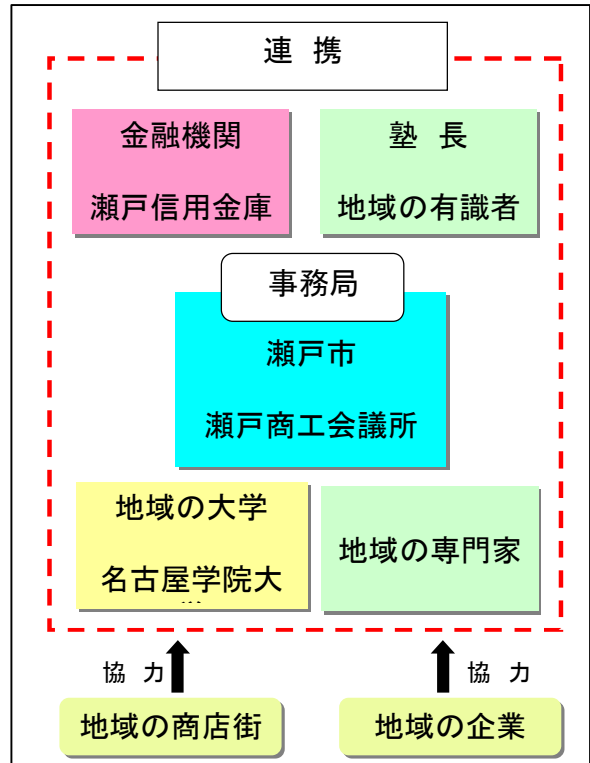 連 携
金融機関
瀬戸信用金庫
塾 長
地域の有識者
事務局
瀬戸市
瀬戸商工会議所
地域の大学
名古屋学院大
地域の専門家
協 力
協 力
地域の商店街
地域の企業